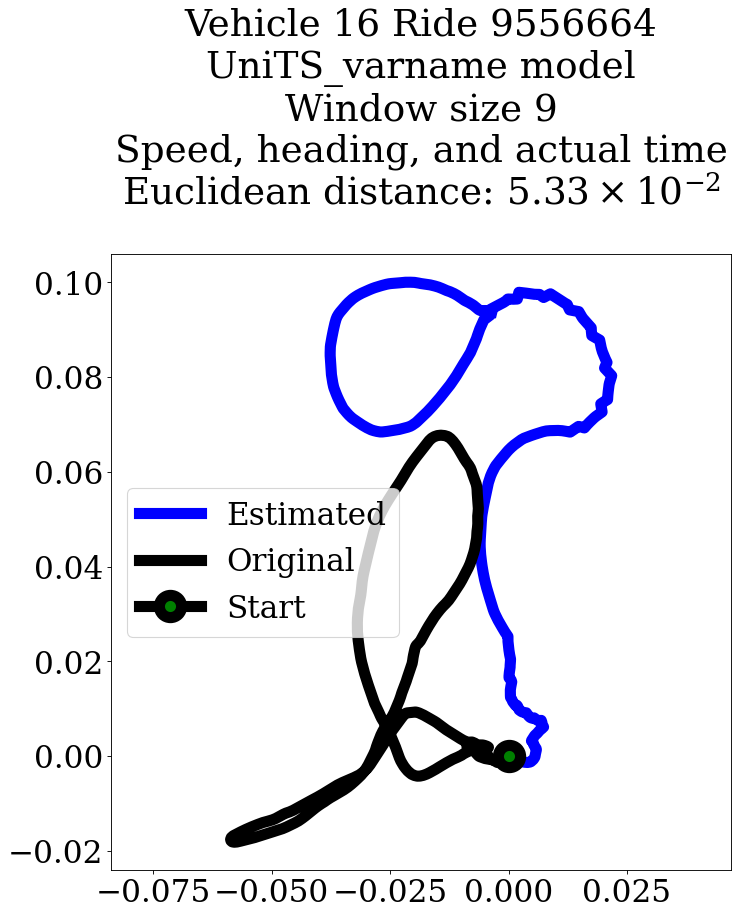 Vehicle 16 Ride 9556664
UniTS_varname model
Window size 9
Speed, heading, and actual time
Euclidean distance: 5.33 × 10⁻²
0.10
0.08
0.06
0.04
0.02
0.00
−0.02
Estimated
Original
Start
−0.075 −0.050 −0.025 0.000 0.025